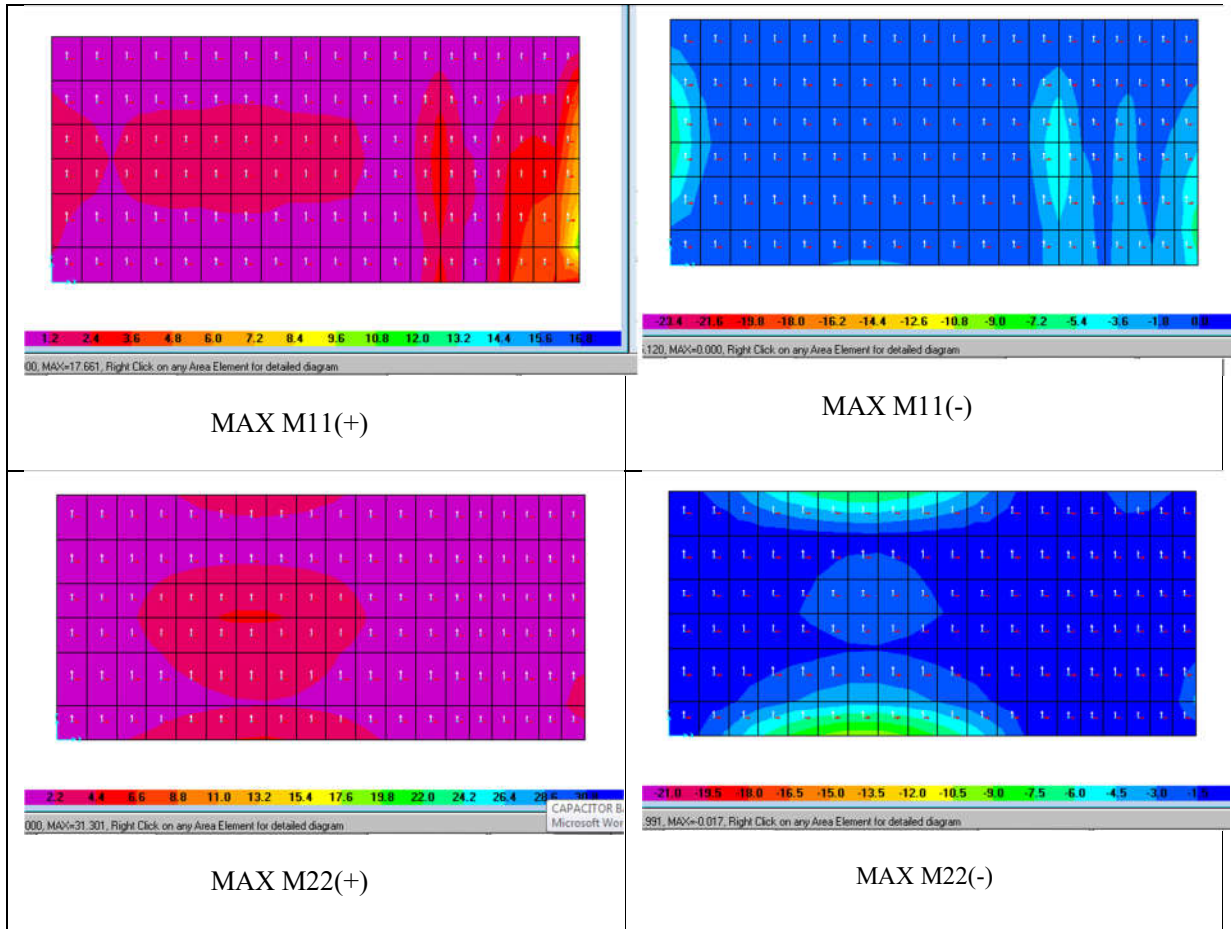 1.2 2.4 3.6 4.8 6.0 7.2 8.4 9.6 10.8 12.0 13.2 14.4 15.6
00, MAX=17.661, Right Click on any Area Element for detailed diagram
MAX M11(+)
-23.4 -21.6 -19.8 -18.0 -16.2 -14.4 -12.6 -10.8 -9.0 -7.2 -5.4 -3.6 -1.8 0.0
.120, MAX=0.000, Right Click on any Area Element for detailed diagram
MAX M11(-)
2.2 4.4 6.6 8.8 11.0 13.2 15.4 17.6 19.8 22.0 24.2 26.4 28.6 30.8
000, MAX=31.301, Right Click on any Area Element for detailed diagram
CAPACITOR B
Microsoft Wor
MAX M22(+)
-21.0 -19.5 -18.0 -16.5 -15.0 -13.5 -12.0 -10.5 -9.0 -7.5 -6.0 -4.5 -3.0 -1.5
.991, MAX=-0.017, Right Click on any Area Element for detailed diagram
MAX M22(-)